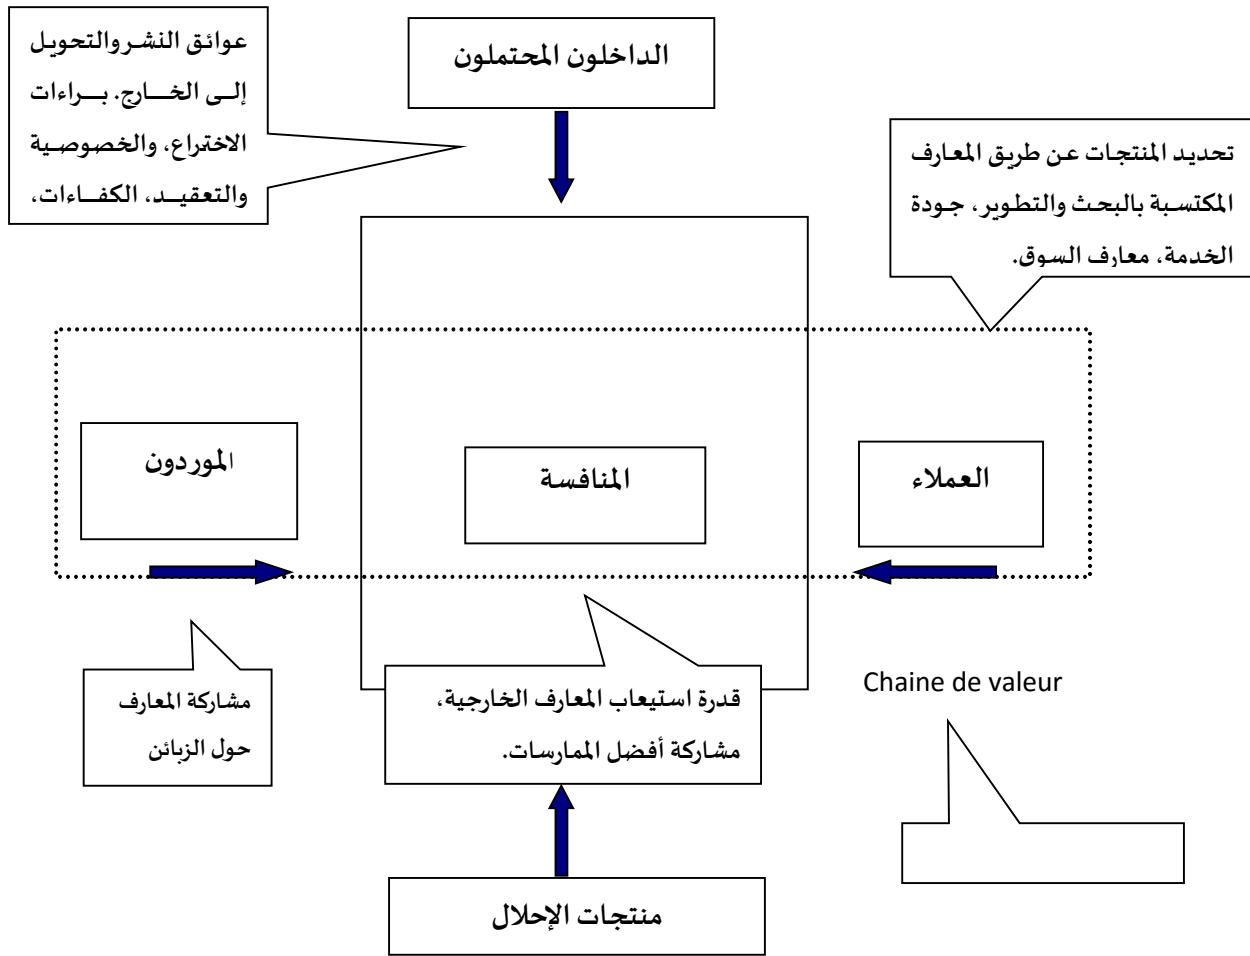 عوائق النشر والتحويل
إلى الخارج. براءات
الاختراع، والخصوصية
والتعقيد، الكفاءات،
الداخلون المحتملون
تحديد المنتجات عن طريق المعارف
المكتسبة بالبحث والتطوير، جودة
الخدمة، معارف السوق.
الموردون
المنافسة
العملاء
مشاركة المعارف
حول الزبائن
قدرة استيعاب المعارف الخارجية،
مشاركة أفضل الممارسات.
Chaine de valeur
منتجات الإحلال